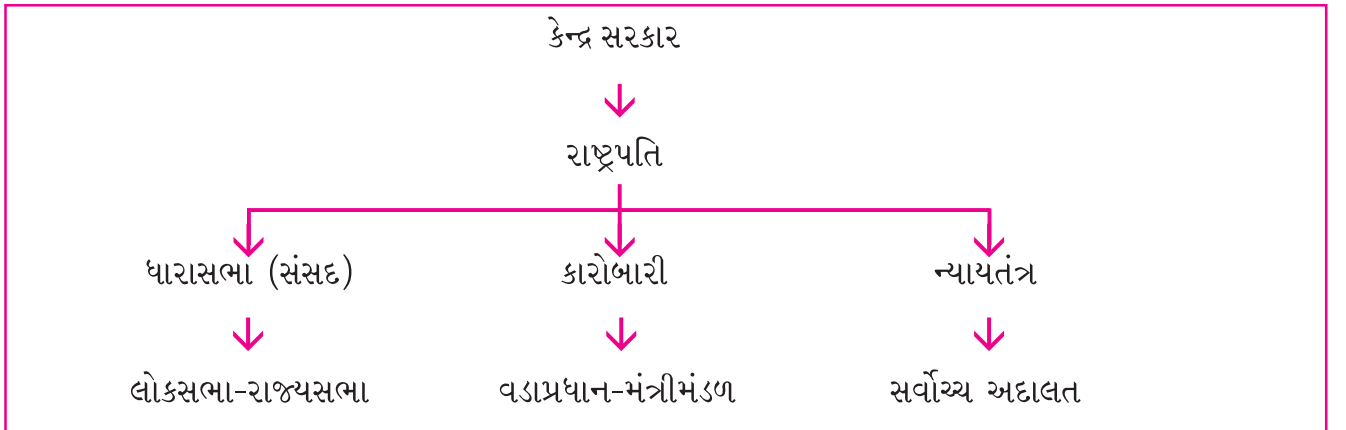 કેન્દ્ર સરકાર
રાષ્ટ્રપતિ
ધારાસભા (સંસદ) કારોબારી ન્યાયતંત્ર
લોકસભા-રાજ્યસભા વડાપ્રધાન-મંત્રીમંડળ સર્વોચ્ચ અદાલત